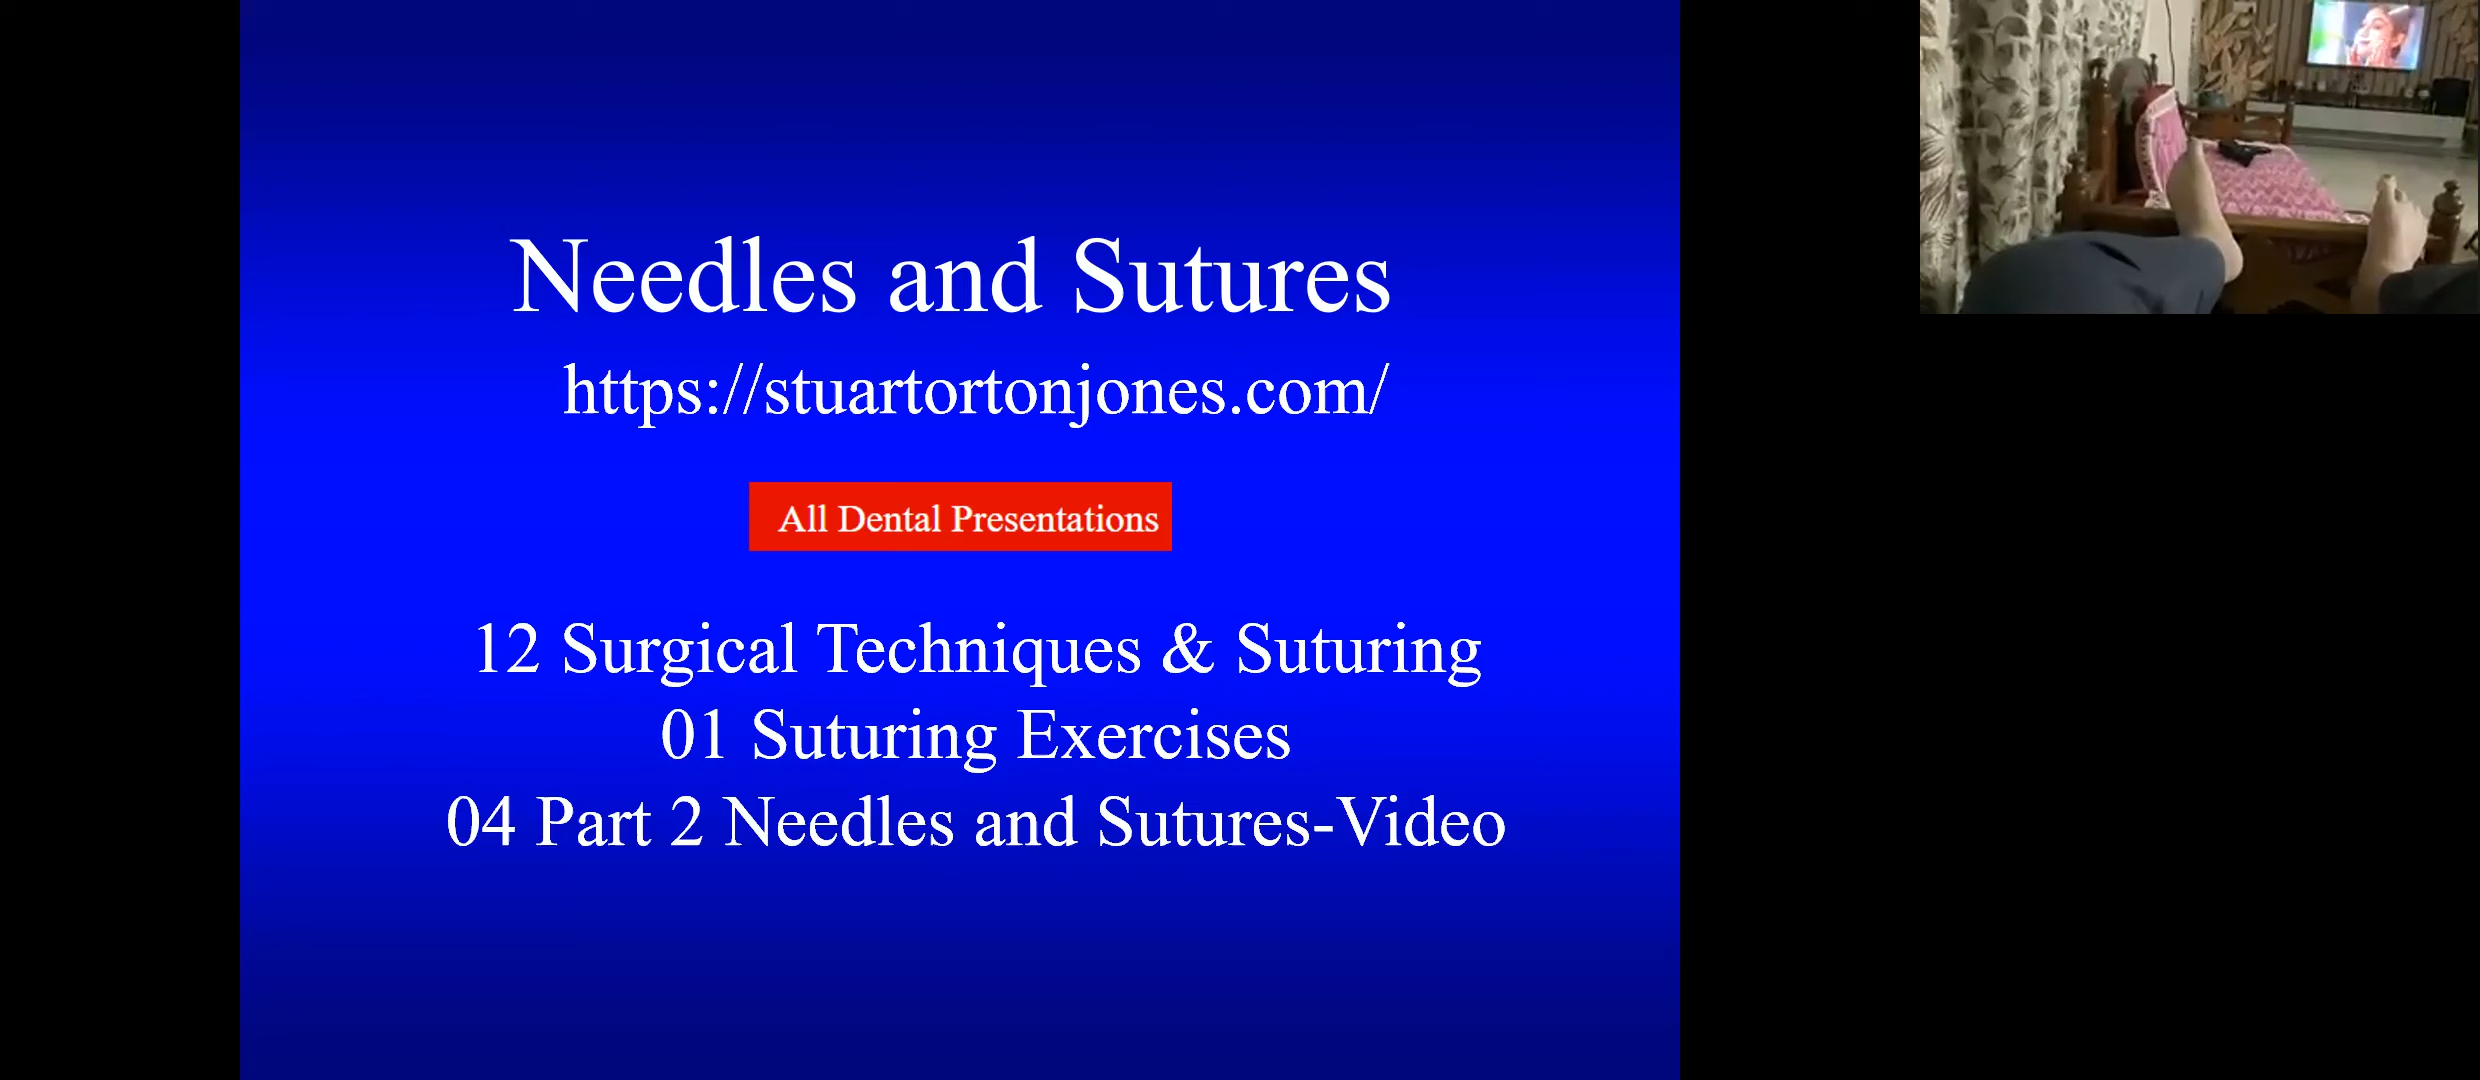 Needles and Sutures
https://stuartortonjones.com/
All Dental Presentations
12 Surgical Techniques & Suturing
01 Suturing Exercises
04 Part 2 Needles and Sutures-Video